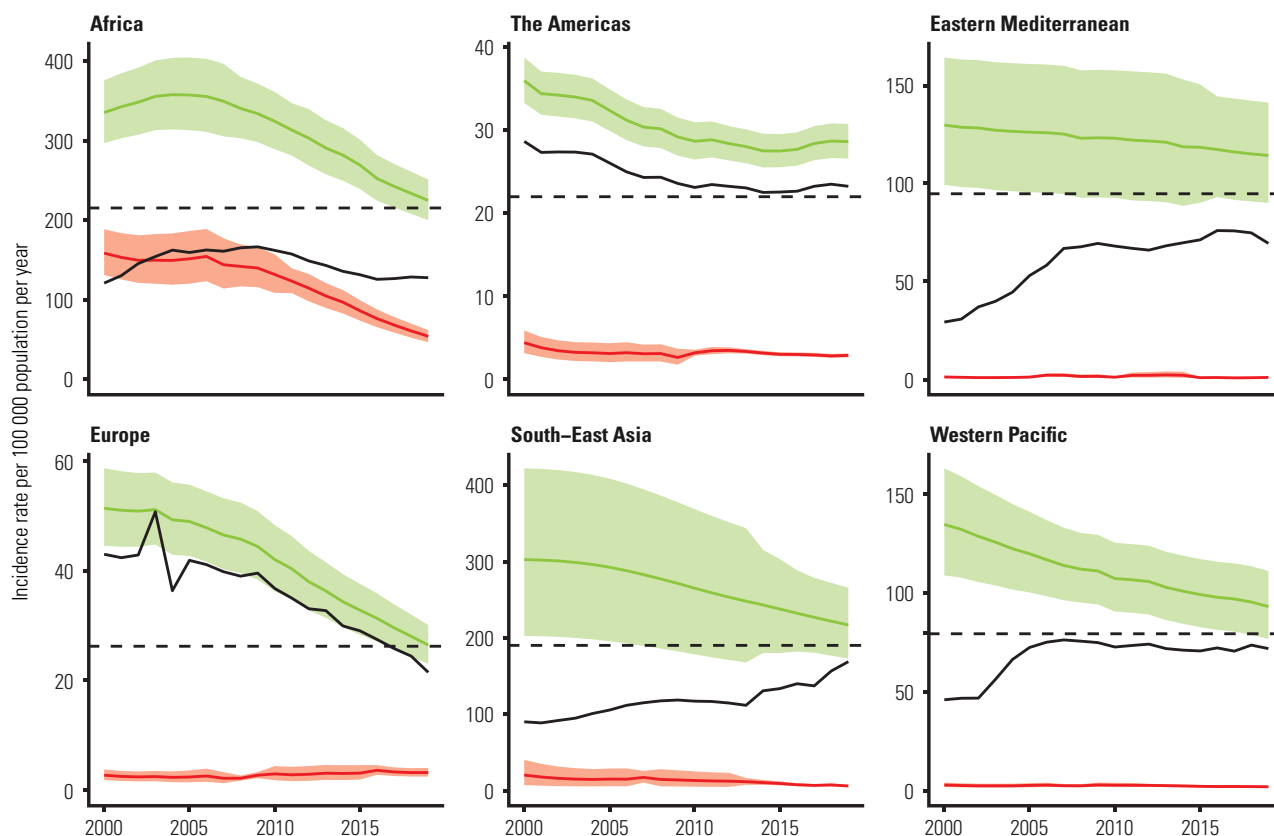 Africa
The Americas
Eastern Mediterranean
400
300
200
100
0
40
30
20
10
0
150
100
50
0
Incidence rate per 100 000 population per year
Europe
South–East Asia
Western Pacific
60
40
20
0
400
300
200
100
0
150
100
50
0
2000 2005 2010 2015
2000 2005 2010 2015
2000 2005 2010 2015